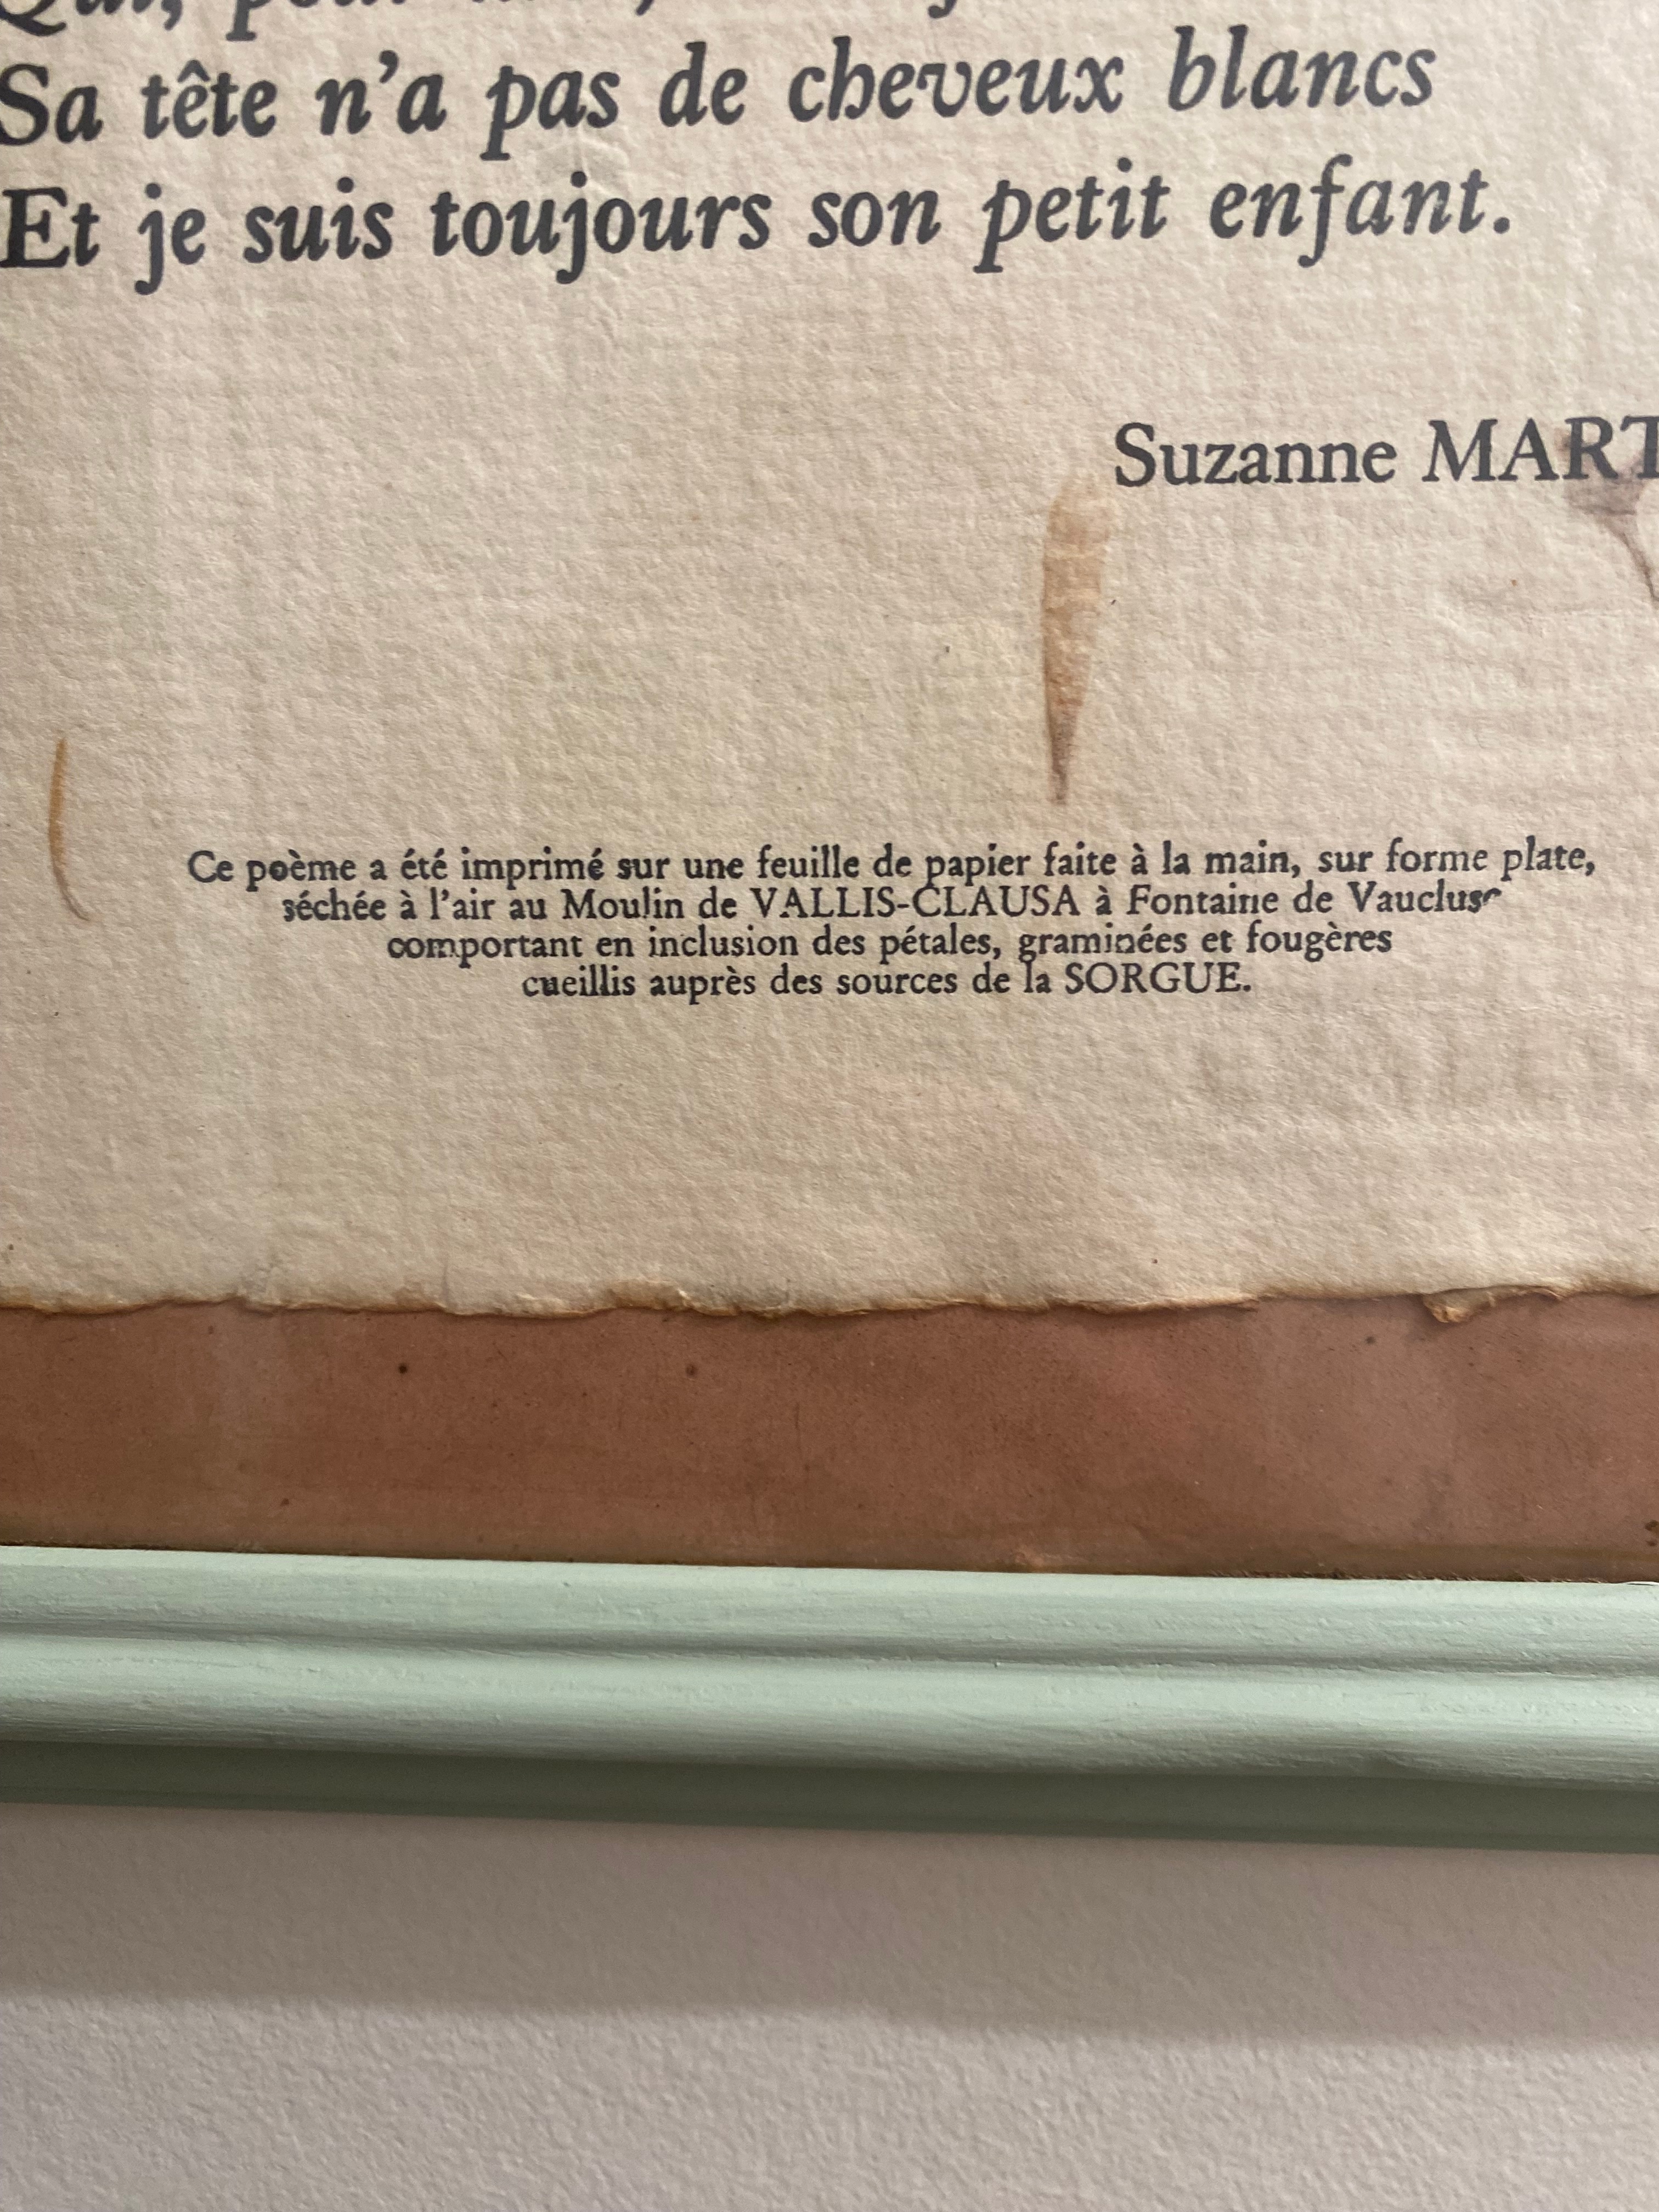 Sa tête n'a pas de cheveux blancs
Et je suis toujours son petit enfant.
Suzanne MART
Ce poème a été imprimé sur une feuille de papier faite à la main, sur forme plate,
séchée à l'air au Moulin de VALLIS-CLAUSA à Fontaine de Vaucluse
comportant en inclusion des pétales, graminées et fougères
cueillis auprès des sources de la SORGUE.